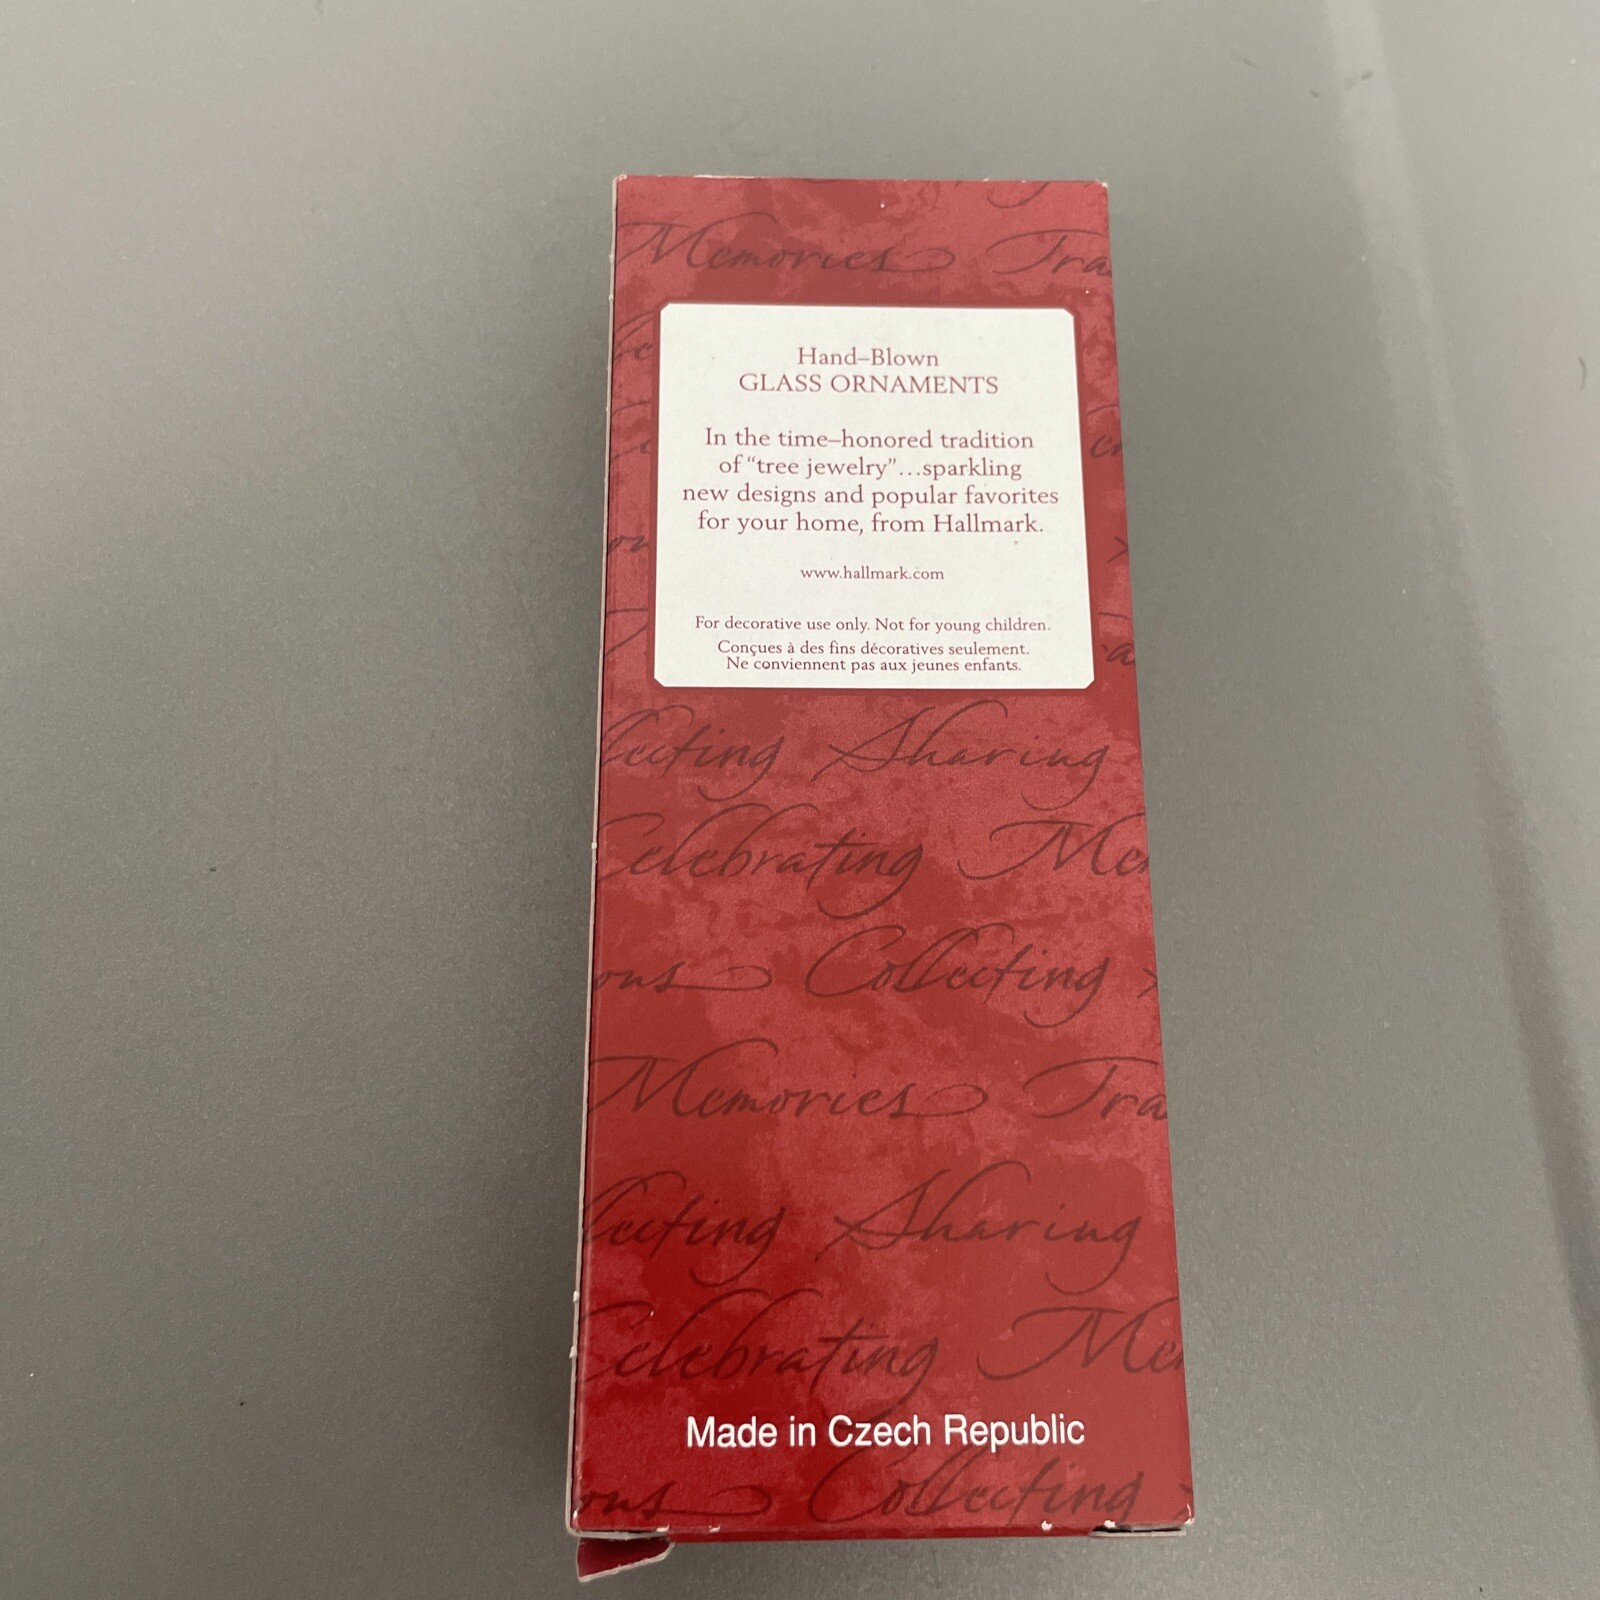 Memories
Hand–Blown
GLASS ORNAMENTS
In the time–honored tradition
of “tree jewelry”...sparkling
new designs and popular favorites
for your home, from Hallmark.
www.hallmark.com
For decorative use only. Not for young children.
Conçues à des fins décoratives seulement.
Ne conviennent pas aux jeunes enfants.
Sharing
Celebrating
Collecting
Memories
Sharing
Celebrating
Made in Czech Republic
Collecting